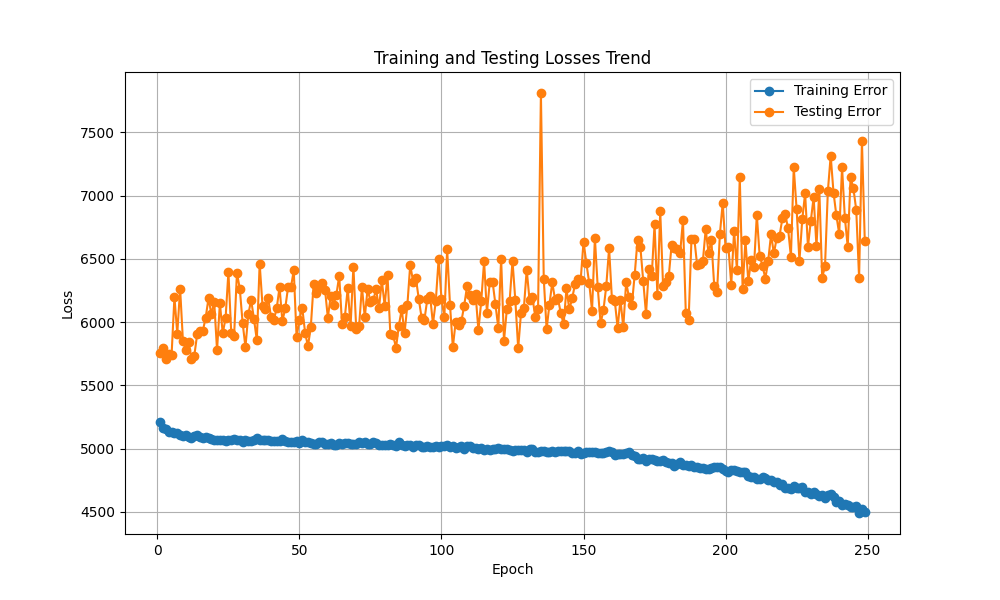 Training and Testing Losses Trend
Training Error
Testing Error
7500
7000
6500
6000
5500
5000
4500
Loss
0 50 100 150 200 250
Epoch